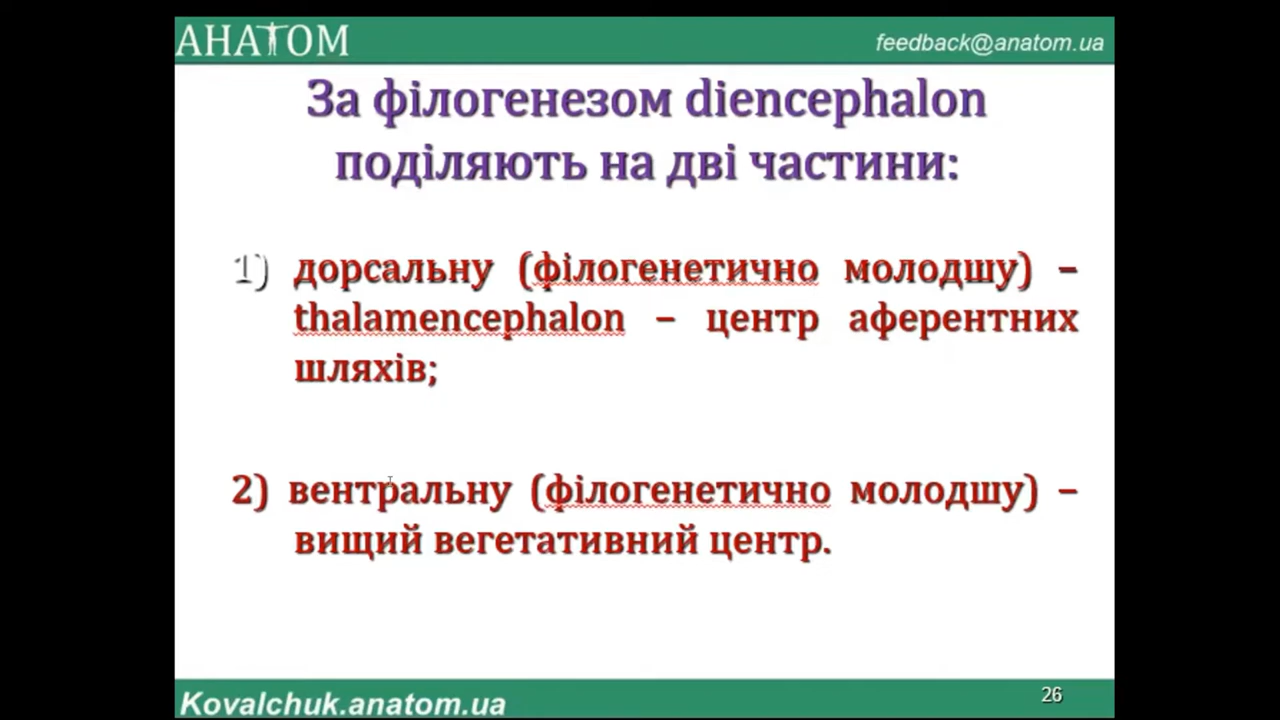 АНАТОМ
feedback@anatom.ua
За філогенезом diencephalon
поділяють на дві частини:
1) дорсальну (філогенетично молодшу) –
thalamencephalon – центр аферентних
шляхів;
2) вентральну (філогенетично молодшу) –
вищий вегетативний центр.
Kovalchuk.anatom.ua
26